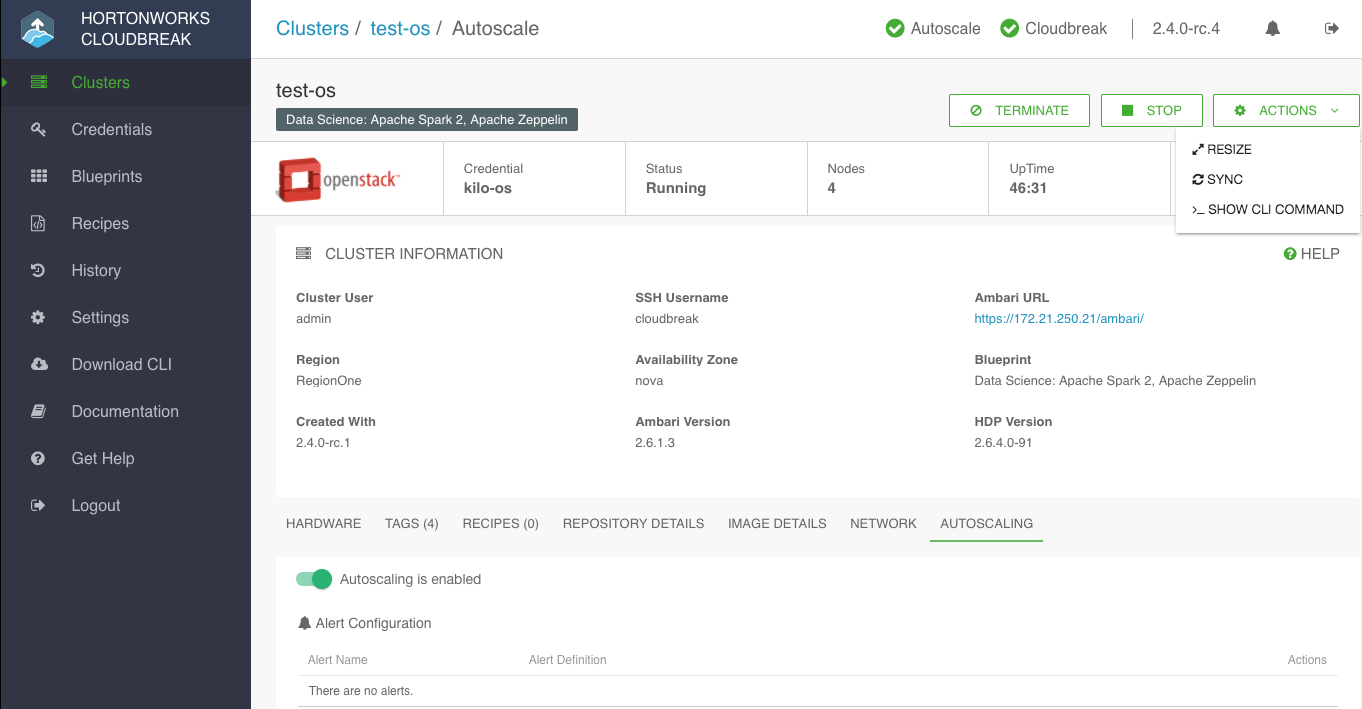 HORTONWORKS
CLOUDBREAK
Clusters
Credentials
Blueprints
Recipes
History
Settings
Download CLI
Documentation
Get Help
Logout
Clusters / test-os / Autoscale
Autoscale
Cloudbreak
2.4.0-rc.4
test-os
Data Science: Apache Spark 2, Apache Zeppelin
TERMINATE
STOP
ACTIONS
RESIZE
SYNC
>_ SHOW CLI COMMAND
openstack™
Credential
kilo-os
Status
Running
Nodes
4
UpTime
46:31
CLUSTER INFORMATION
HELP
Cluster User
admin
SSH Username
cloudbreak
Ambari URL
https://172.21.250.21/ambari/
Region
RegionOne
Availability Zone
nova
Blueprint
Data Science: Apache Spark 2, Apache Zeppelin
Created With
2.4.0-rc.1
Ambari Version
2.6.1.3
HDP Version
2.6.4.0-91
HARDWARE
TAGS (4)
RECIPES (0)
REPOSITORY DETAILS
IMAGE DETAILS
NETWORK
AUTOSCALING
Autoscaling is enabled
Alert Configuration
Alert Name
Alert Definition
Actions
There are no alerts.